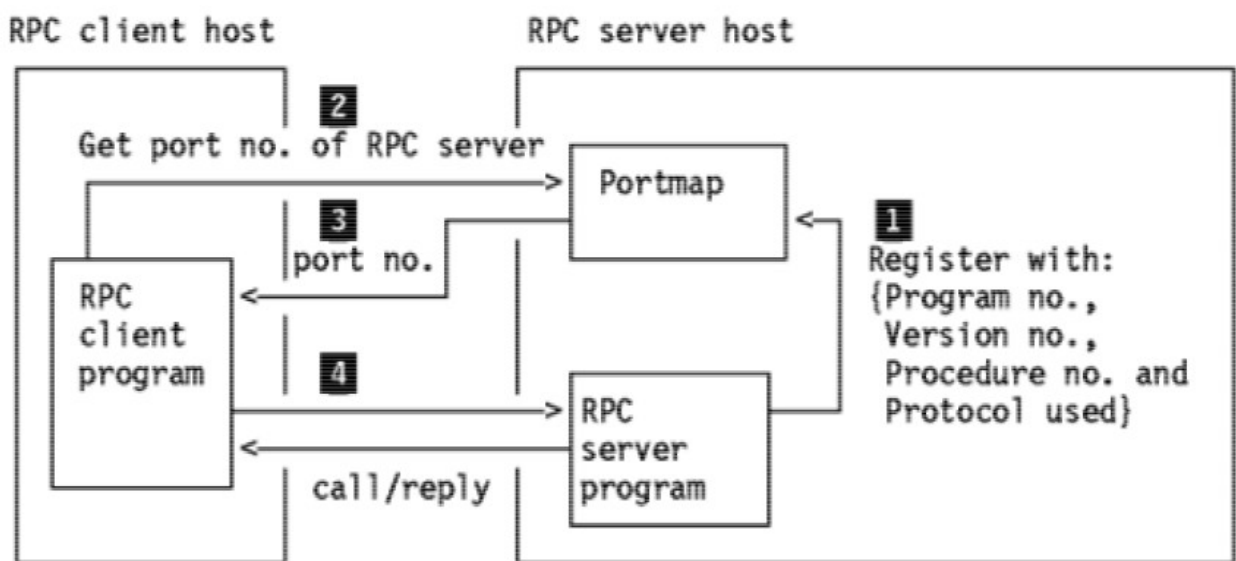 RPC client host
RPC server host
2
Get port no. of RPC server
Portmap
3
port no.
1
Register with:
{Program no.,
Version no.,
Procedure no. and
Protocol used}
RPC
client
program
4
RPC
server
program
call/reply